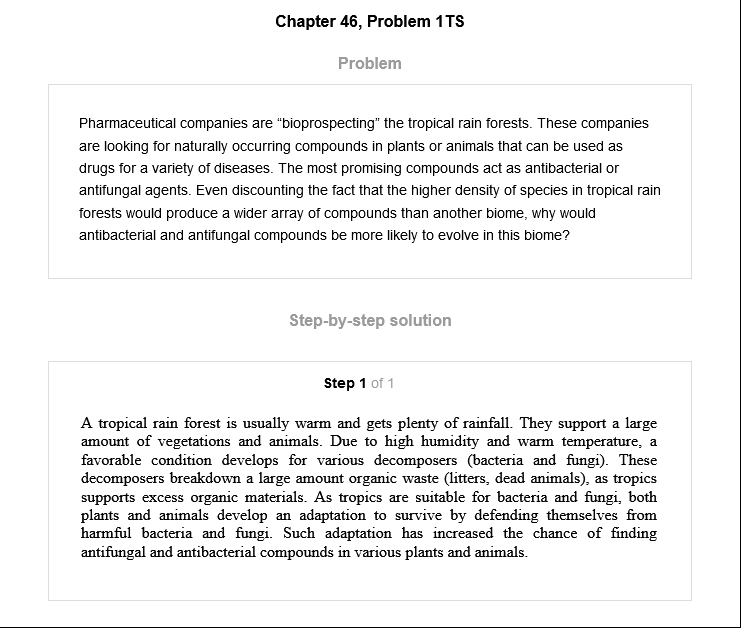 Chapter 46, Problem 1TS
Problem
Pharmaceutical companies are “bioprospecting” the tropical rain forests. These companies
are looking for naturally occurring compounds in plants or animals that can be used as
drugs for a variety of diseases. The most promising compounds act as antibacterial or
antifungal agents. Even discounting the fact that the higher density of species in tropical rain
forests would produce a wider array of compounds than another biome, why would
antibacterial and antifungal compounds be more likely to evolve in this biome?
Step-by-step solution
Step 1 of 1
A tropical rain forest is usually warm and gets plenty of rainfall. They support a large
amount of vegetations and animals. Due to high humidity and warm temperature, a
favorable condition develops for various decomposers (bacteria and fungi). These
decomposers breakdown a large amount organic waste (litters, dead animals), as tropics
supports excess organic materials. As tropics are suitable for bacteria and fungi, both
plants and animals develop an adaptation to survive by defending themselves from
harmful bacteria and fungi. Such adaptation has increased the chance of finding
antifungal and antibacterial compounds in various plants and animals.